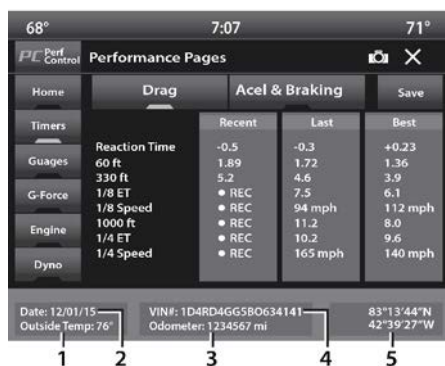 68° 7:07 71°
PC Perf Control Performance Pages
Home Drag Acel & Braking Save
Timers Recent Last Best
Reaction Time -0.5 -0.3 +0.23
60 ft 1.89 1.72 1.36
Guages 330 ft 5.2 4.6 3.9
1/8 ET • REC 7.5 6.1
G-Force 1/8 Speed • REC 94 mph 112 mph
1000 ft • REC 11.2 8.0
Engine 1/4 ET • REC 10.2 9.6
1/4 Speed • REC 165 mph 140 mph
Dyno
Date: 12/01/15 VIN#: 1D4RD4GG5BO634141 83°13'44"N
Outside Temp: 76° Odometer: 1234567 mi 42°39'27"W
1 2 3 4 5